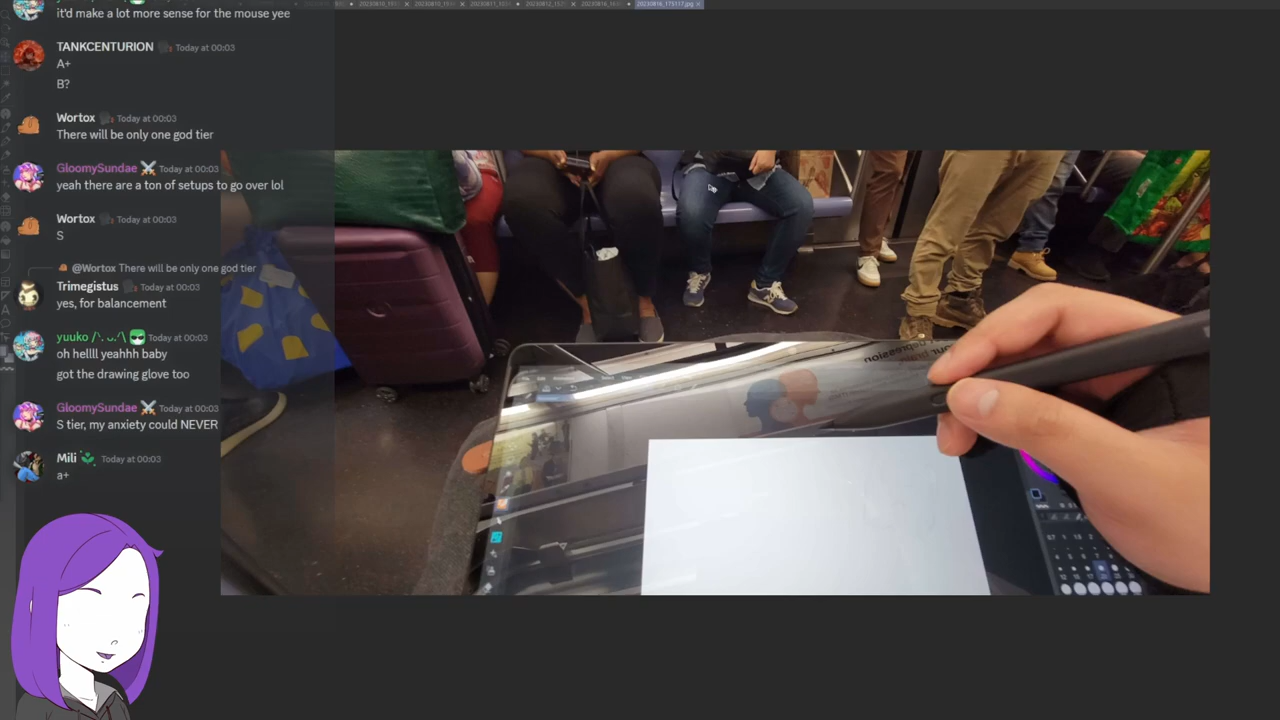 20230816_173117.jpg
it'd make a lot more sense for the mouse yee
TANKCENTURION Today at 00:03
A+
B?
Wortox Today at 00:03
There will be only one god tier
GloomySundae Today at 00:03
yeah there are a ton of setups to go over lol
Wortox Today at 00:03
S
@Wortox There will be only one god tier
Trimegistus Today at 00:03
yes, for balancement
yuuko /ᐠ. ᴗ.ᐟ\ Today at 00:03
oh hellll yeahhh baby
got the drawing glove too
GloomySundae Today at 00:03
S tier, my anxiety could NEVER
Mili Today at 00:03
a+